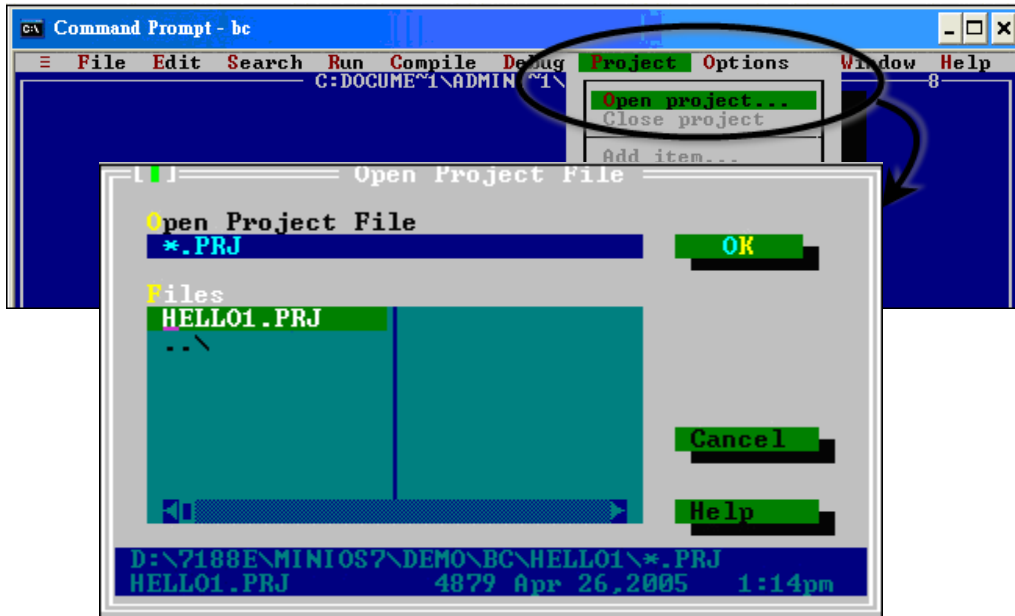 C:\ Command Prompt - bc
≡ File Edit Search Run Compile Debug Project Options Window Help
C:DOCUME~1\ADMIN ~1\ 8
Open project...
Close project
Add item...
Open Project File
Open Project File
*.PRJ
OK
Files
HELLO1.PRJ
..\
Cancel
Help
D:\7188E\MINIOS7\DEMO\BC\HELLO1\*.PRJ
HELLO1.PRJ 4879 Apr 26,2005 1:14pm